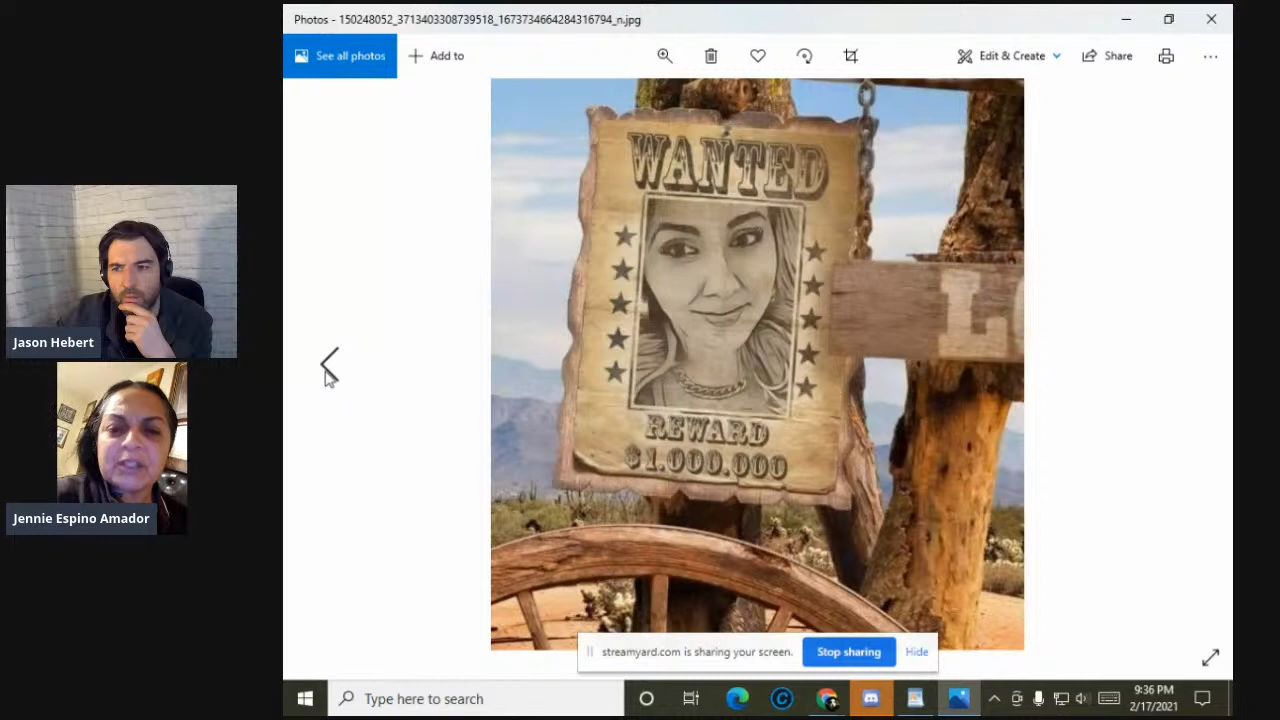 Photos - 150248052_3713403308739518_1673734664284316794_n.jpg
See all photos
Add to
Edit & Create
Share
WANTED
REWARD
$1.000.000
Jason Hebert
Jennie Espino Amador
streamyard.com is sharing your screen.
Stop sharing
Hide
Type here to search
9:36 PM
2/17/2021